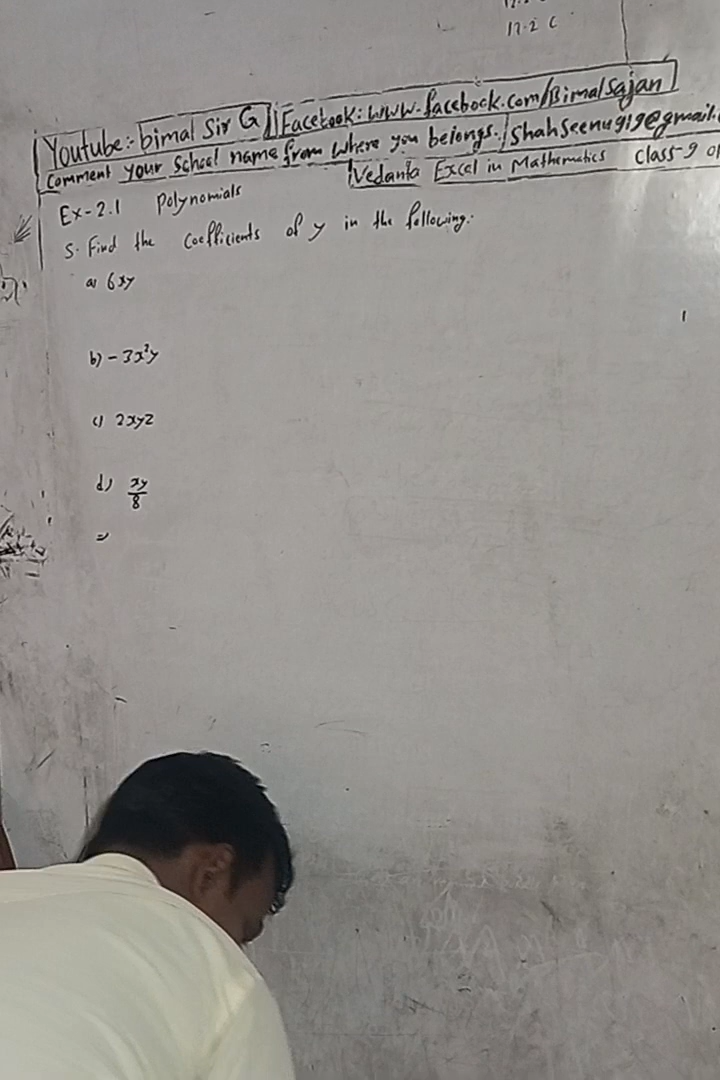 17.2 C
Youtube:- bimal Sir G || Facebook: www.facebook.com/BimalSajan
Comment your School name from where you belongs. / Shahseenu919@gmail.
Vedanta Excel in Mathematics Class-9
Ex-2.1 Polynomials
5. Find the Coefficients of y in the following:-
a) 6xy
b) -3x²y
c) 2xyz
d) xy/8
=